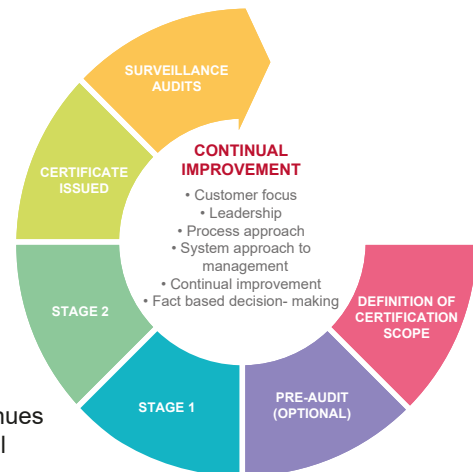 SURVEILLANCE
AUDITS
CERTIFICATE
ISSUED
CONTINUAL
IMPROVEMENT
• Customer focus
• Leadership
• Process approach
• System approach to
management
• Continual improvement
• Fact based decision- making
STAGE 2
DEFINITION OF
CERTIFICATION
SCOPE
STAGE 1
PRE-AUDIT
(OPTIONAL)